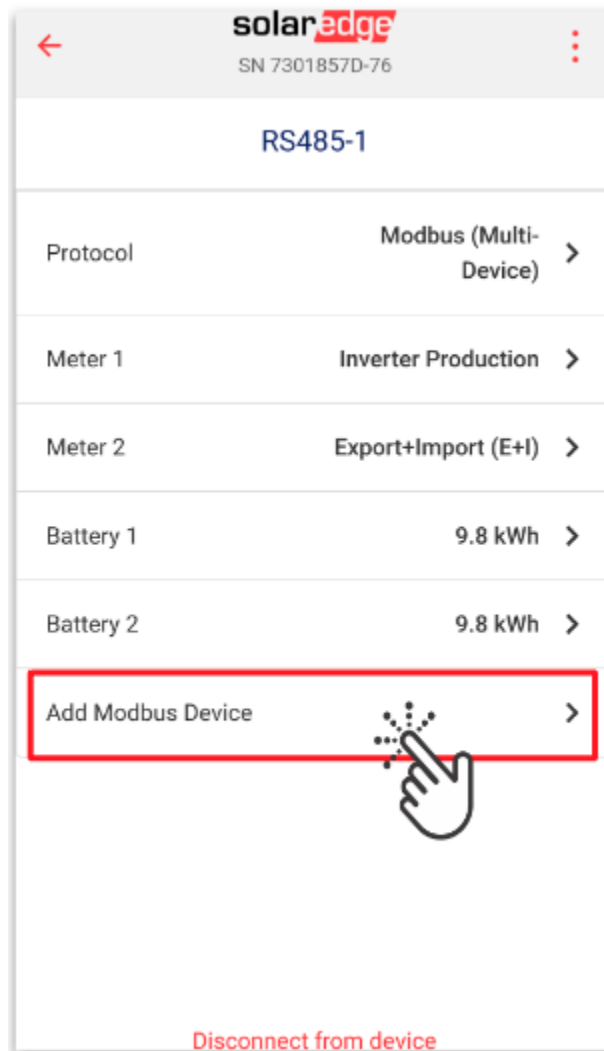 solaredge
SN 7301857D-76
RS485-1
Protocol
Modbus (Multi-
Device)
Meter 1
Inverter Production
Meter 2
Export+Import (E+I)
Battery 1
9.8 kWh
Battery 2
9.8 kWh
Add Modbus Device
Disconnect from device